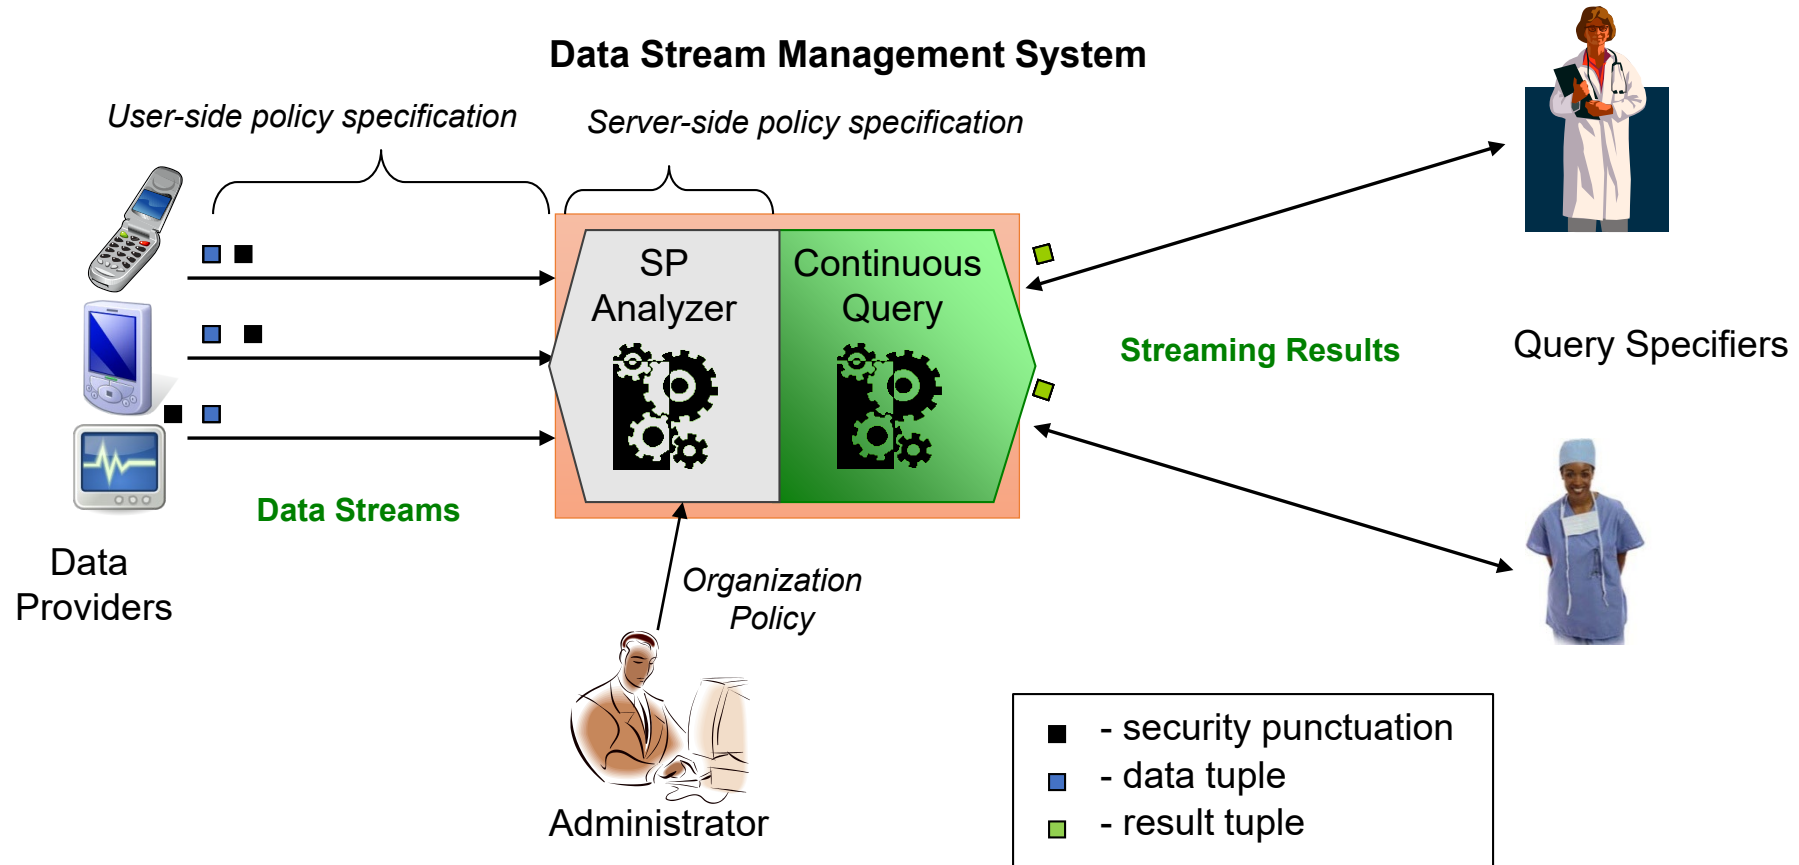 Data Stream Management System
User-side policy specification
Server-side policy specification
SP
Analyzer
Continuous
Query
Streaming Results
Query Specifiers
Data Streams
Data
Providers
Organization
Policy
Administrator
- security punctuation
- data tuple
- result tuple